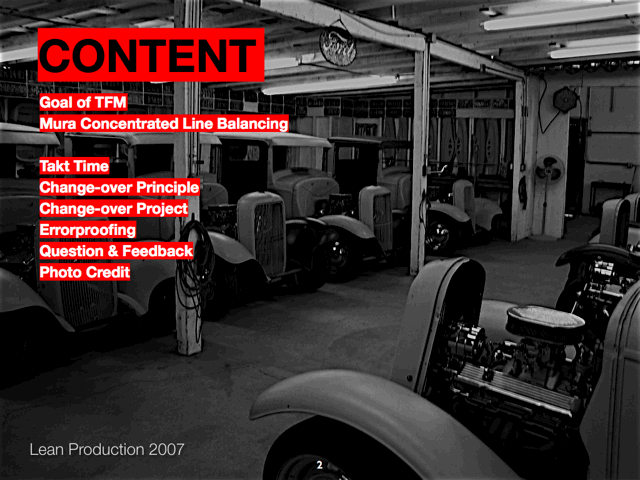 CONTENT
Goal of TFM
Mura Concentrated Line Balancing
Takt Time
Change-over Principle
Change-over Project
Errorproofing
Question & Feedback
Photo Credit
Lean Production 2007
2